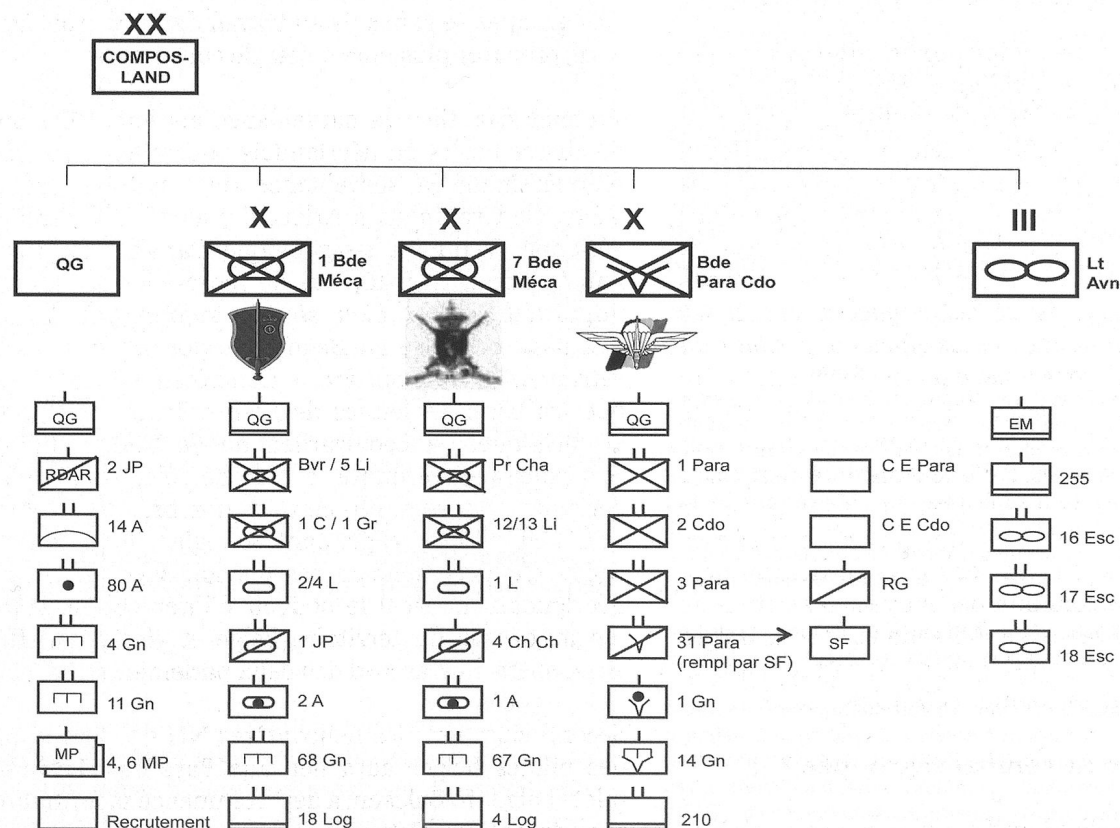 XX
COMPOS-
LAND
QG
X
1 Bde
Méca
X
7 Bde
Méca
X
Bde
Para Cdo
III
Lt
Avn
QG
RDAR
2 JP
14 A
80 A
4 Gn
11 Gn
MP
4, 6 MP
Recrutement
QG
Bvr / 5 Li
1 C / 1 Gr
2/4 L
1 JP
2 A
68 Gn
18 Log
QG
Pr Cha
12/13 Li
1 L
4 Ch Ch
1 A
67 Gn
4 Log
QG
1 Para
2 Cdo
3 Para
31 Para
(rempl par SF)
1 Gn
14 Gn
210
C E Para
C E Cdo
RG
SF
EM
255
16 Esc
17 Esc
18 Esc